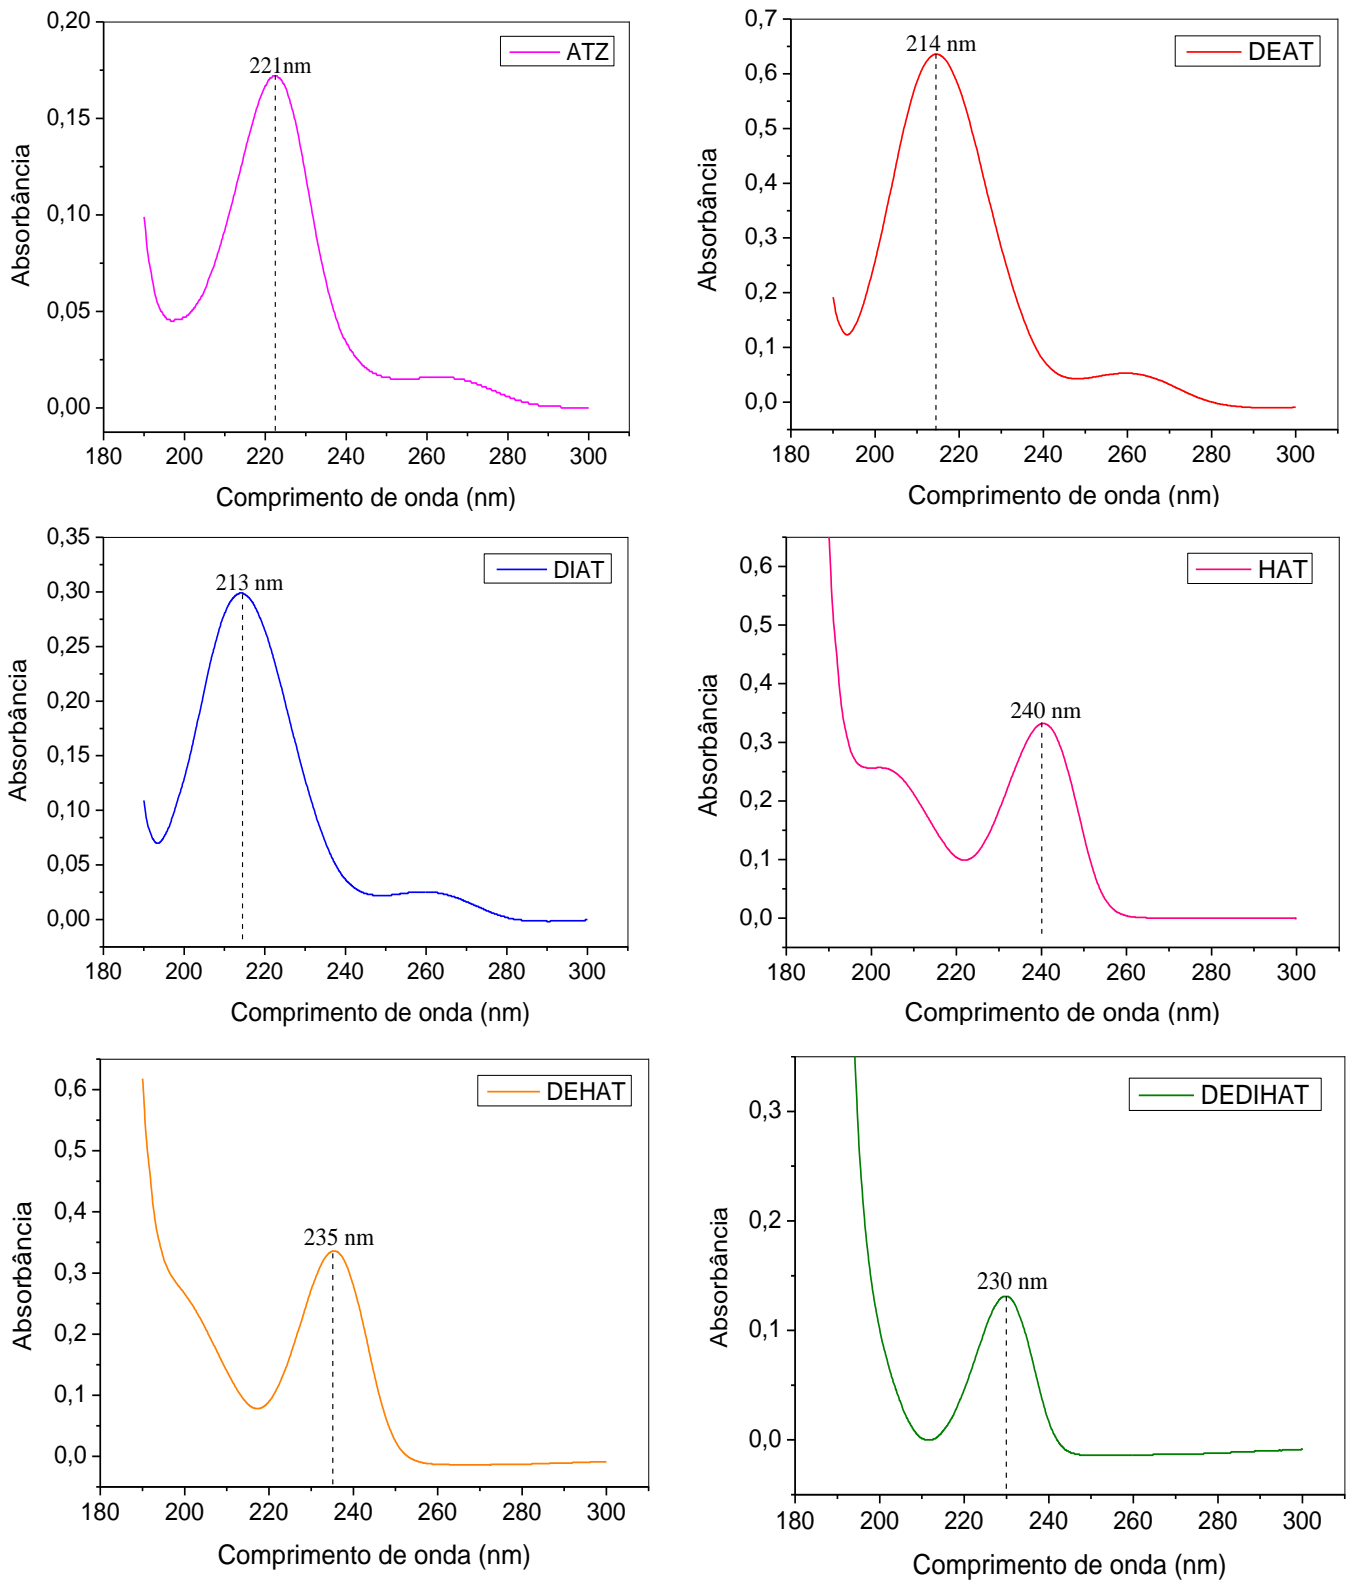 0,20
0,15
0,10
0,05
0,00
180 200 220 240 260 280 300
Absorbância
Comprimento de onda (nm)
ATZ
221nm
0,7
0,6
0,5
0,4
0,3
0,2
0,1
0,0
180 200 220 240 260 280 300
Absorbância
Comprimento de onda (nm)
DEAT
214 nm
0,35
0,30
0,25
0,20
0,15
0,10
0,05
0,00
180 200 220 240 260 280 300
Absorbância
Comprimento de onda (nm)
DIAT
213 nm
0,6
0,5
0,4
0,3
0,2
0,1
0,0
180 200 220 240 260 280 300
Absorbância
Comprimento de onda (nm)
HAT
240 nm
0,6
0,5
0,4
0,3
0,2
0,1
0,0
180 200 220 240 260 280 300
Absorbância
Comprimento de onda (nm)
DEHAT
235 nm
0,3
0,2
0,1
0,0
180 200 220 240 260 280 300
Absorbância
Comprimento de onda (nm)
DEDIHAT
230 nm